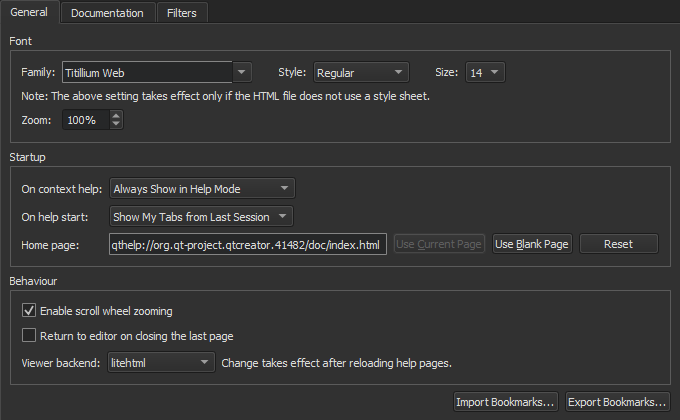 General Documentation Filters
Font
Family: Titillium Web Style: Regular Size: 14
Note: The above setting takes effect only if the HTML file does not use a style sheet.
Zoom: 100%
Startup
On context help: Always Show in Help Mode
On help start: Show My Tabs from Last Session
Home page: qthelp://org.qt-project.qtcreator.41482/doc/index.html Use Current Page Use Blank Page Reset
Behaviour
Enable scroll wheel zooming
Return to editor on closing the last page
Viewer backend: litehtml Change takes effect after reloading help pages.
Import Bookmarks... Export Bookmarks...